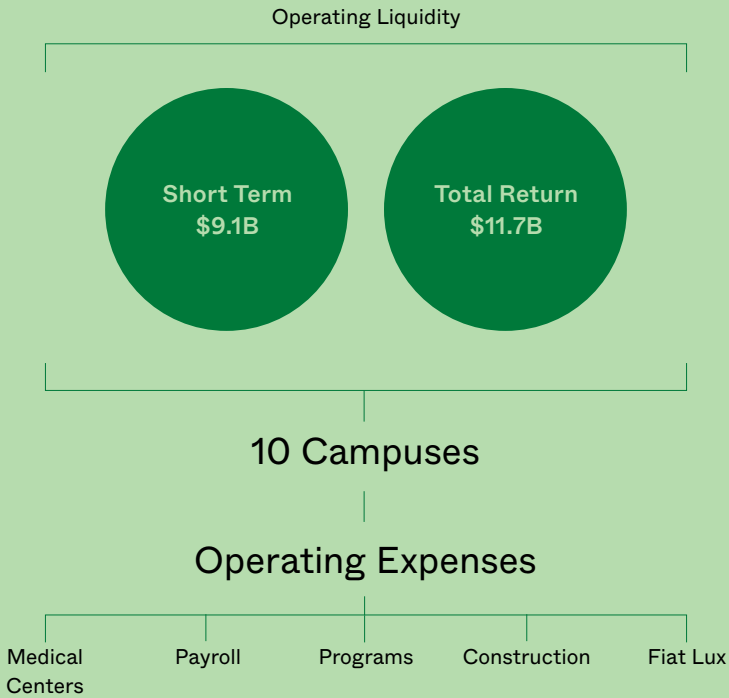 Operating Liquidity
Short Term
$9.1B
Total Return
$11.7B
10 Campuses
Operating Expenses
Medical
Centers
Payroll
Programs
Construction
Fiat Lux